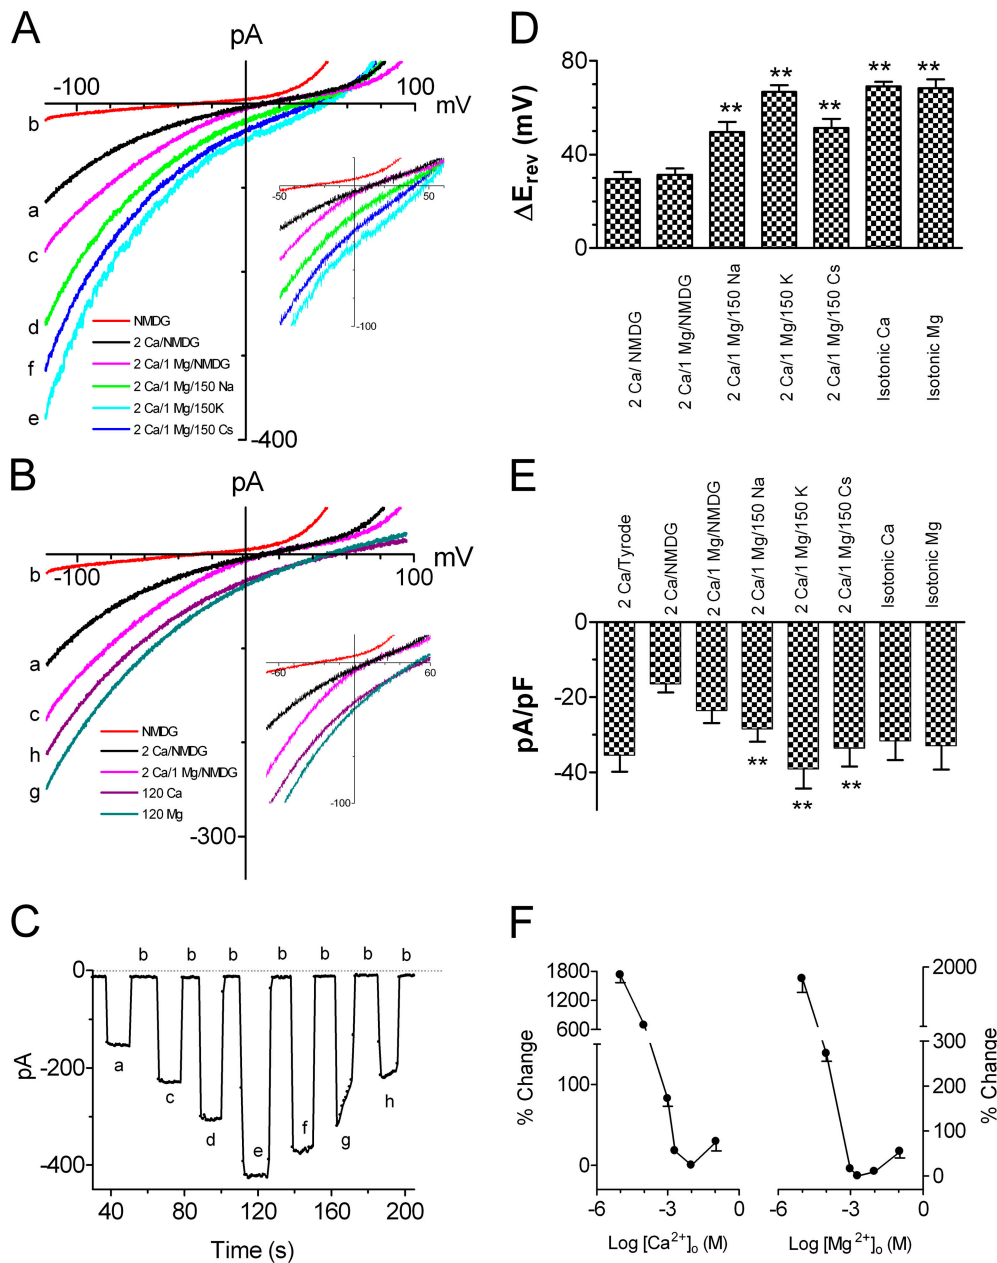 A
pA
-100
100
mV
b
a
c
d
f
e
-50
50
-100
NMDG
2 Ca/NMDG
2 Ca/1 Mg/NMDG
2 Ca/1 Mg/150 Na
2 Ca/1 Mg/150K
2 Ca/1 Mg/150 Cs
-400
B
pA
-100
100
mV
b
a
c
h
g
-60
60
-100
NMDG
2 Ca/NMDG
2 Ca/1 Mg/NMDG
120 Ca
120 Mg
-300
C
b b b b b b b b
0
-200
-400
pA
a
c
d
e
f
g
h
40 80 120 160 200
Time (s)
D
80
40
0
ΔErev (mV)
** ** ** ** **
2 Ca/ NMDG
2 Ca/1 Mg/NMDG
2 Ca/1 Mg/150 Na
2 Ca/1 Mg/150 K
2 Ca/1 Mg/150 Cs
Isotonic Ca
Isotonic Mg
E
2 Ca/Tyrode
2 Ca/NMDG
2 Ca/1 Mg/NMDG
2 Ca/1 Mg/150 Na
2 Ca/1 Mg/150 K
2 Ca/1 Mg/150 Cs
Isotonic Ca
Isotonic Mg
0
-20
-40
pA/pF
** ** **
F
1800
1200
600
100
0
% Change
-6 -3 0
Log [Ca2+]o (M)
2000
300
200
100
0
% Change
-6 -3 0
Log [Mg2+]o (M)